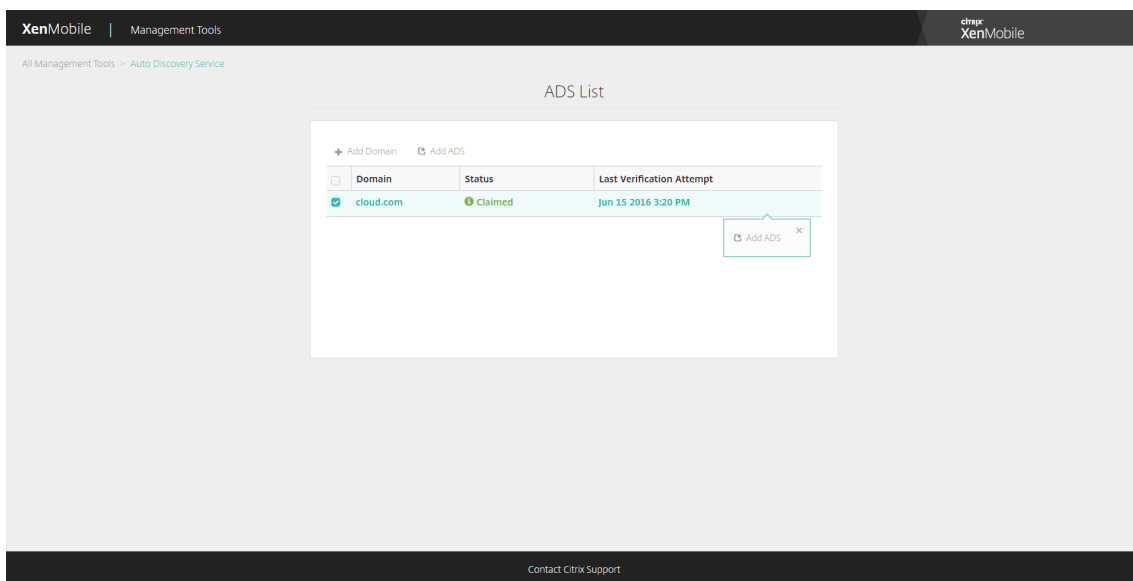 XenMobile | Management Tools
citrix
XenMobile
All Management Tools > Auto Discovery Service
ADS List
+ Add Domain Add ADS
Domain Status Last Verification Attempt
cloud.com Claimed Jun 15 2016 3:20 PM
Add ADS ×
Contact Citrix Support